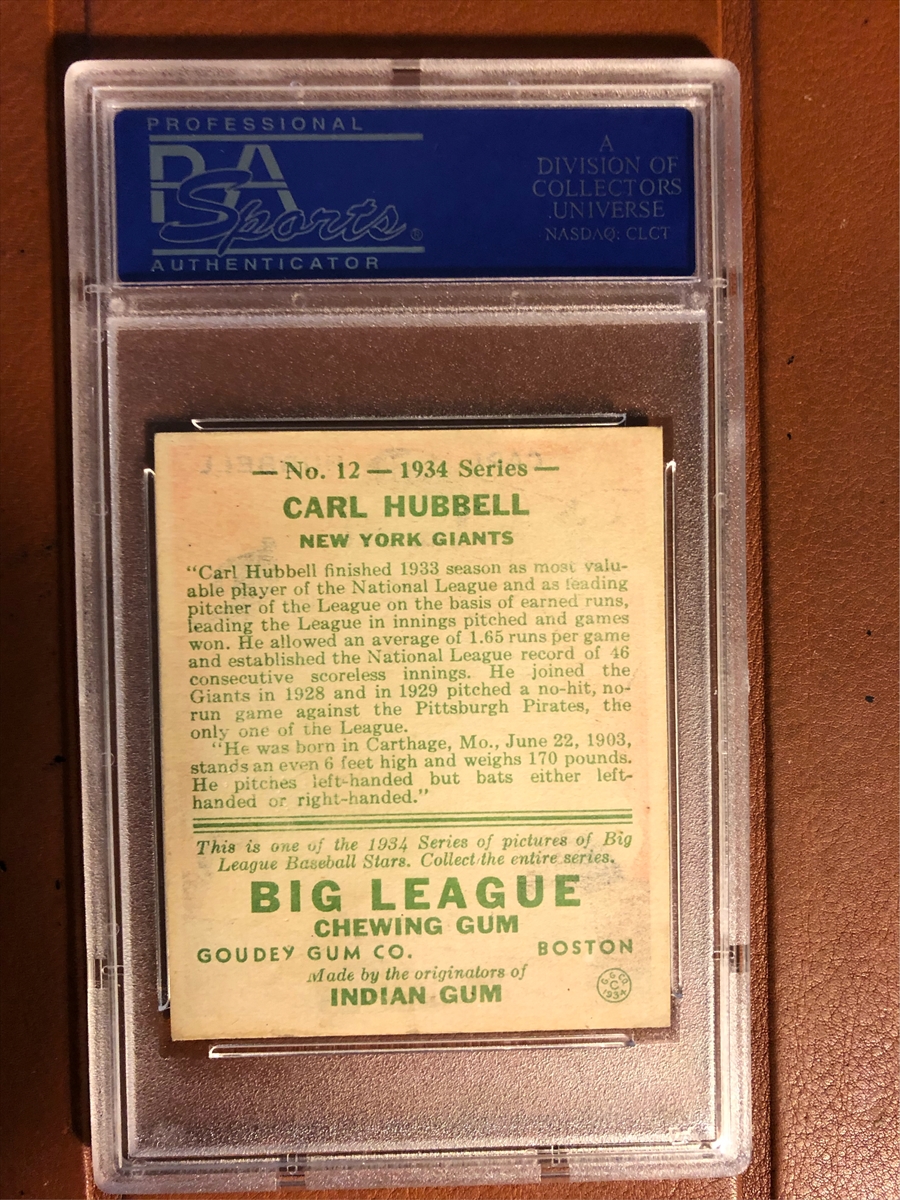 PROFESSIONAL
PSA
Sports®
AUTHENTICATOR
A
DIVISION OF
COLLECTORS
UNIVERSE
NASDAQ: CLCT
— No. 12 — 1934 Series —
CARL HUBBELL
NEW YORK GIANTS
"Carl Hubbell finished 1933 season as most valu-
able player of the National League and as leading
pitcher of the League on the basis of earned runs,
leading the League in innings pitched and games
won. He allowed an average of 1.65 runs per game
and established the National League record of 46
consecutive scoreless innings. He joined the
Giants in 1928 and in 1929 pitched a no-hit, no-
run game against the Pittsburgh Pirates, the
only one of the League.
"He was born in Carthage, Mo., June 22, 1903,
stands an even 6 feet high and weighs 170 pounds.
He pitches left-handed but bats either left-
handed or right-handed."
This is one of the 1934 Series of pictures of Big
League Baseball Stars. Collect the entire series.
BIG LEAGUE
CHEWING GUM
GOUDEY GUM CO. BOSTON
Made by the originators of
INDIAN GUM
G.G.CO.
C
1934